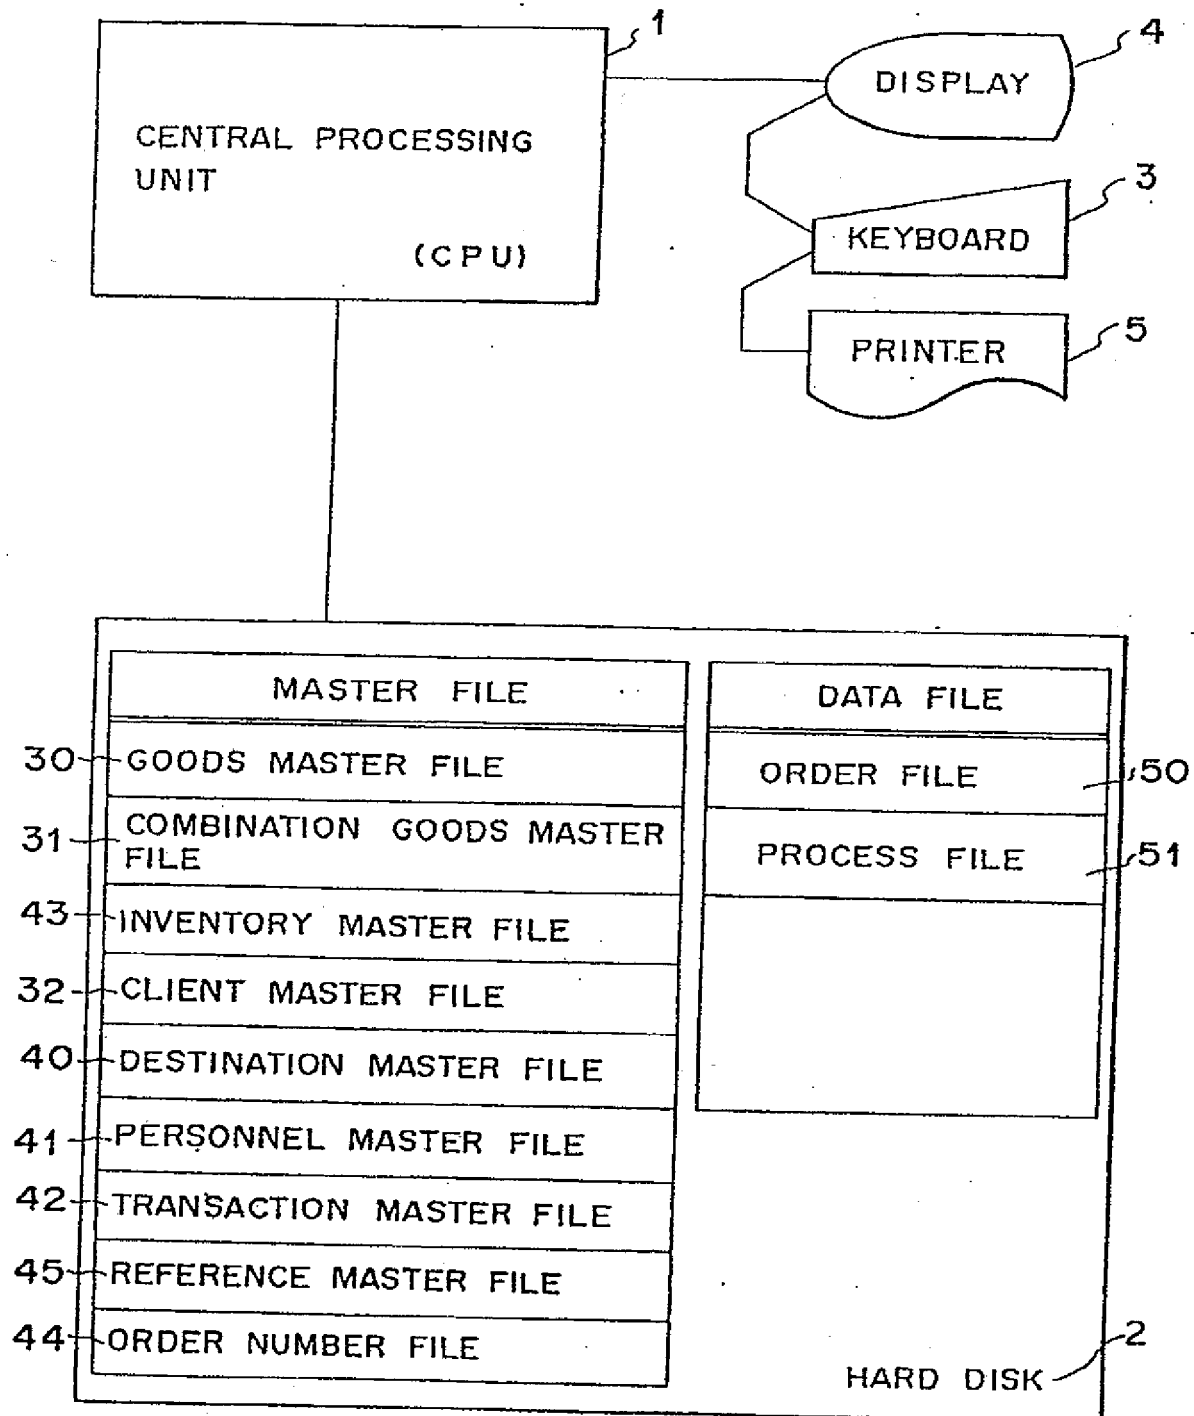 1
CENTRAL PROCESSING
UNIT
(CPU)
DISPLAY
4
KEYBOARD
3
PRINTER
5
MASTER FILE
30 GOODS MASTER FILE
31 COMBINATION GOODS MASTER
FILE
43 INVENTORY MASTER FILE
32 CLIENT MASTER FILE
40 DESTINATION MASTER FILE
41 PERSONNEL MASTER FILE
42 TRANSACTION MASTER FILE
45 REFERENCE MASTER FILE
44 ORDER NUMBER FILE
DATA FILE
ORDER FILE 50
PROCESS FILE 51
HARD DISK 2